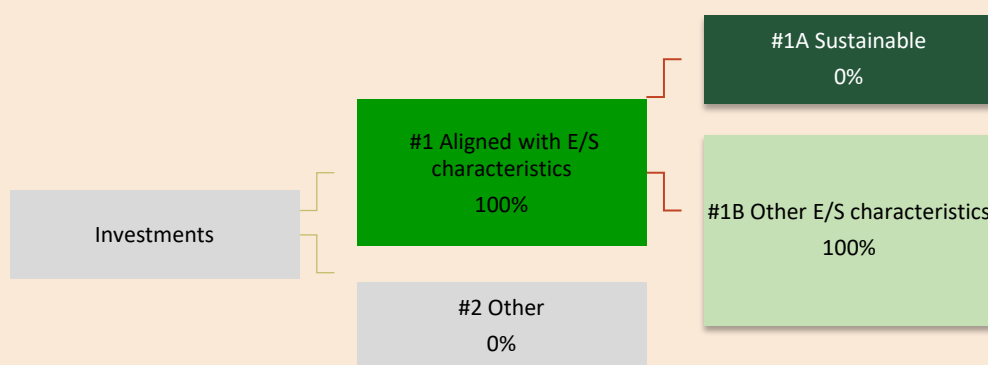 #1A Sustainable
0%
#1 Aligned with E/S
characteristics
100%
#1B Other E/S characteristics
100%
Investments
#2 Other
0%